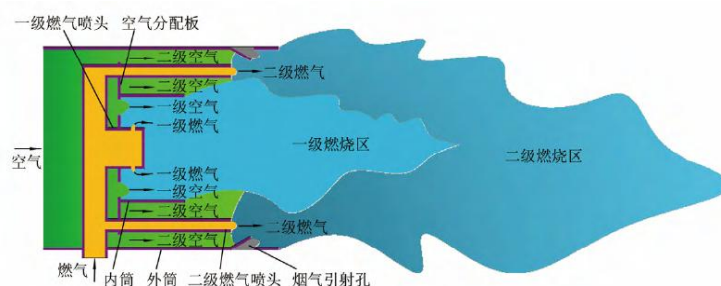 一级燃气喷头 空气分配板
二级空气
二级燃气
二级空气
一级空气
一级燃气
一级燃烧区
二级燃烧区
空气
一级燃气
一级空气
二级空气
二级燃气
二级空气
燃气
内筒 外筒 二级燃气喷头 烟气引射孔